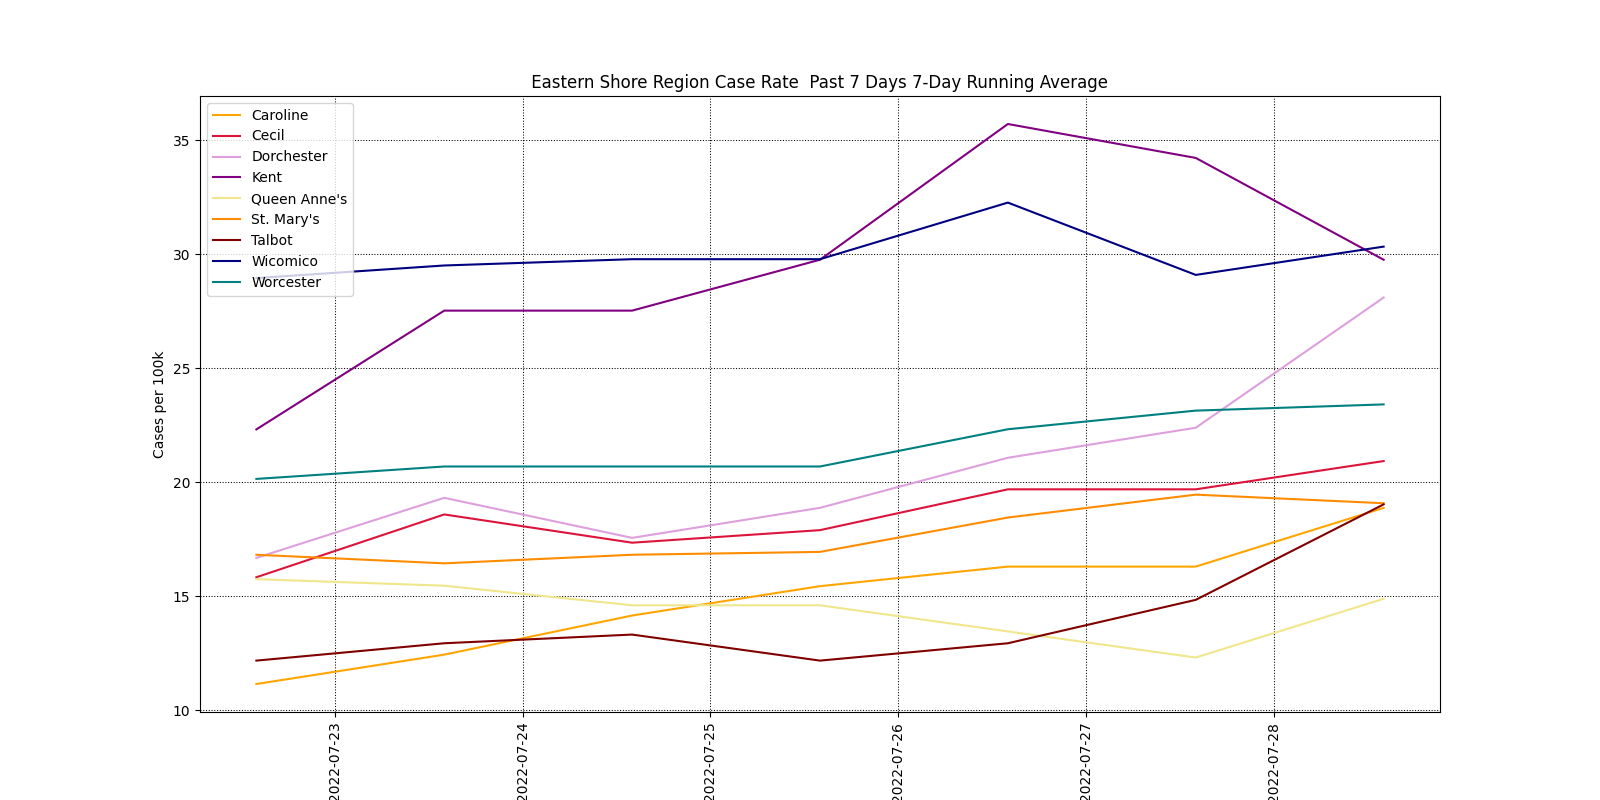 Eastern Shore Region Case Rate  Past 7 Days 7-Day Running Average
Caroline
Cecil
Dorchester
Kent
Queen Anne's
St. Mary's
Talbot
Wicomico
Worcester
35
30
25
20
15
10
Cases per 100k
2022-07-23
2022-07-24
2022-07-25
2022-07-26
2022-07-27
2022-07-28